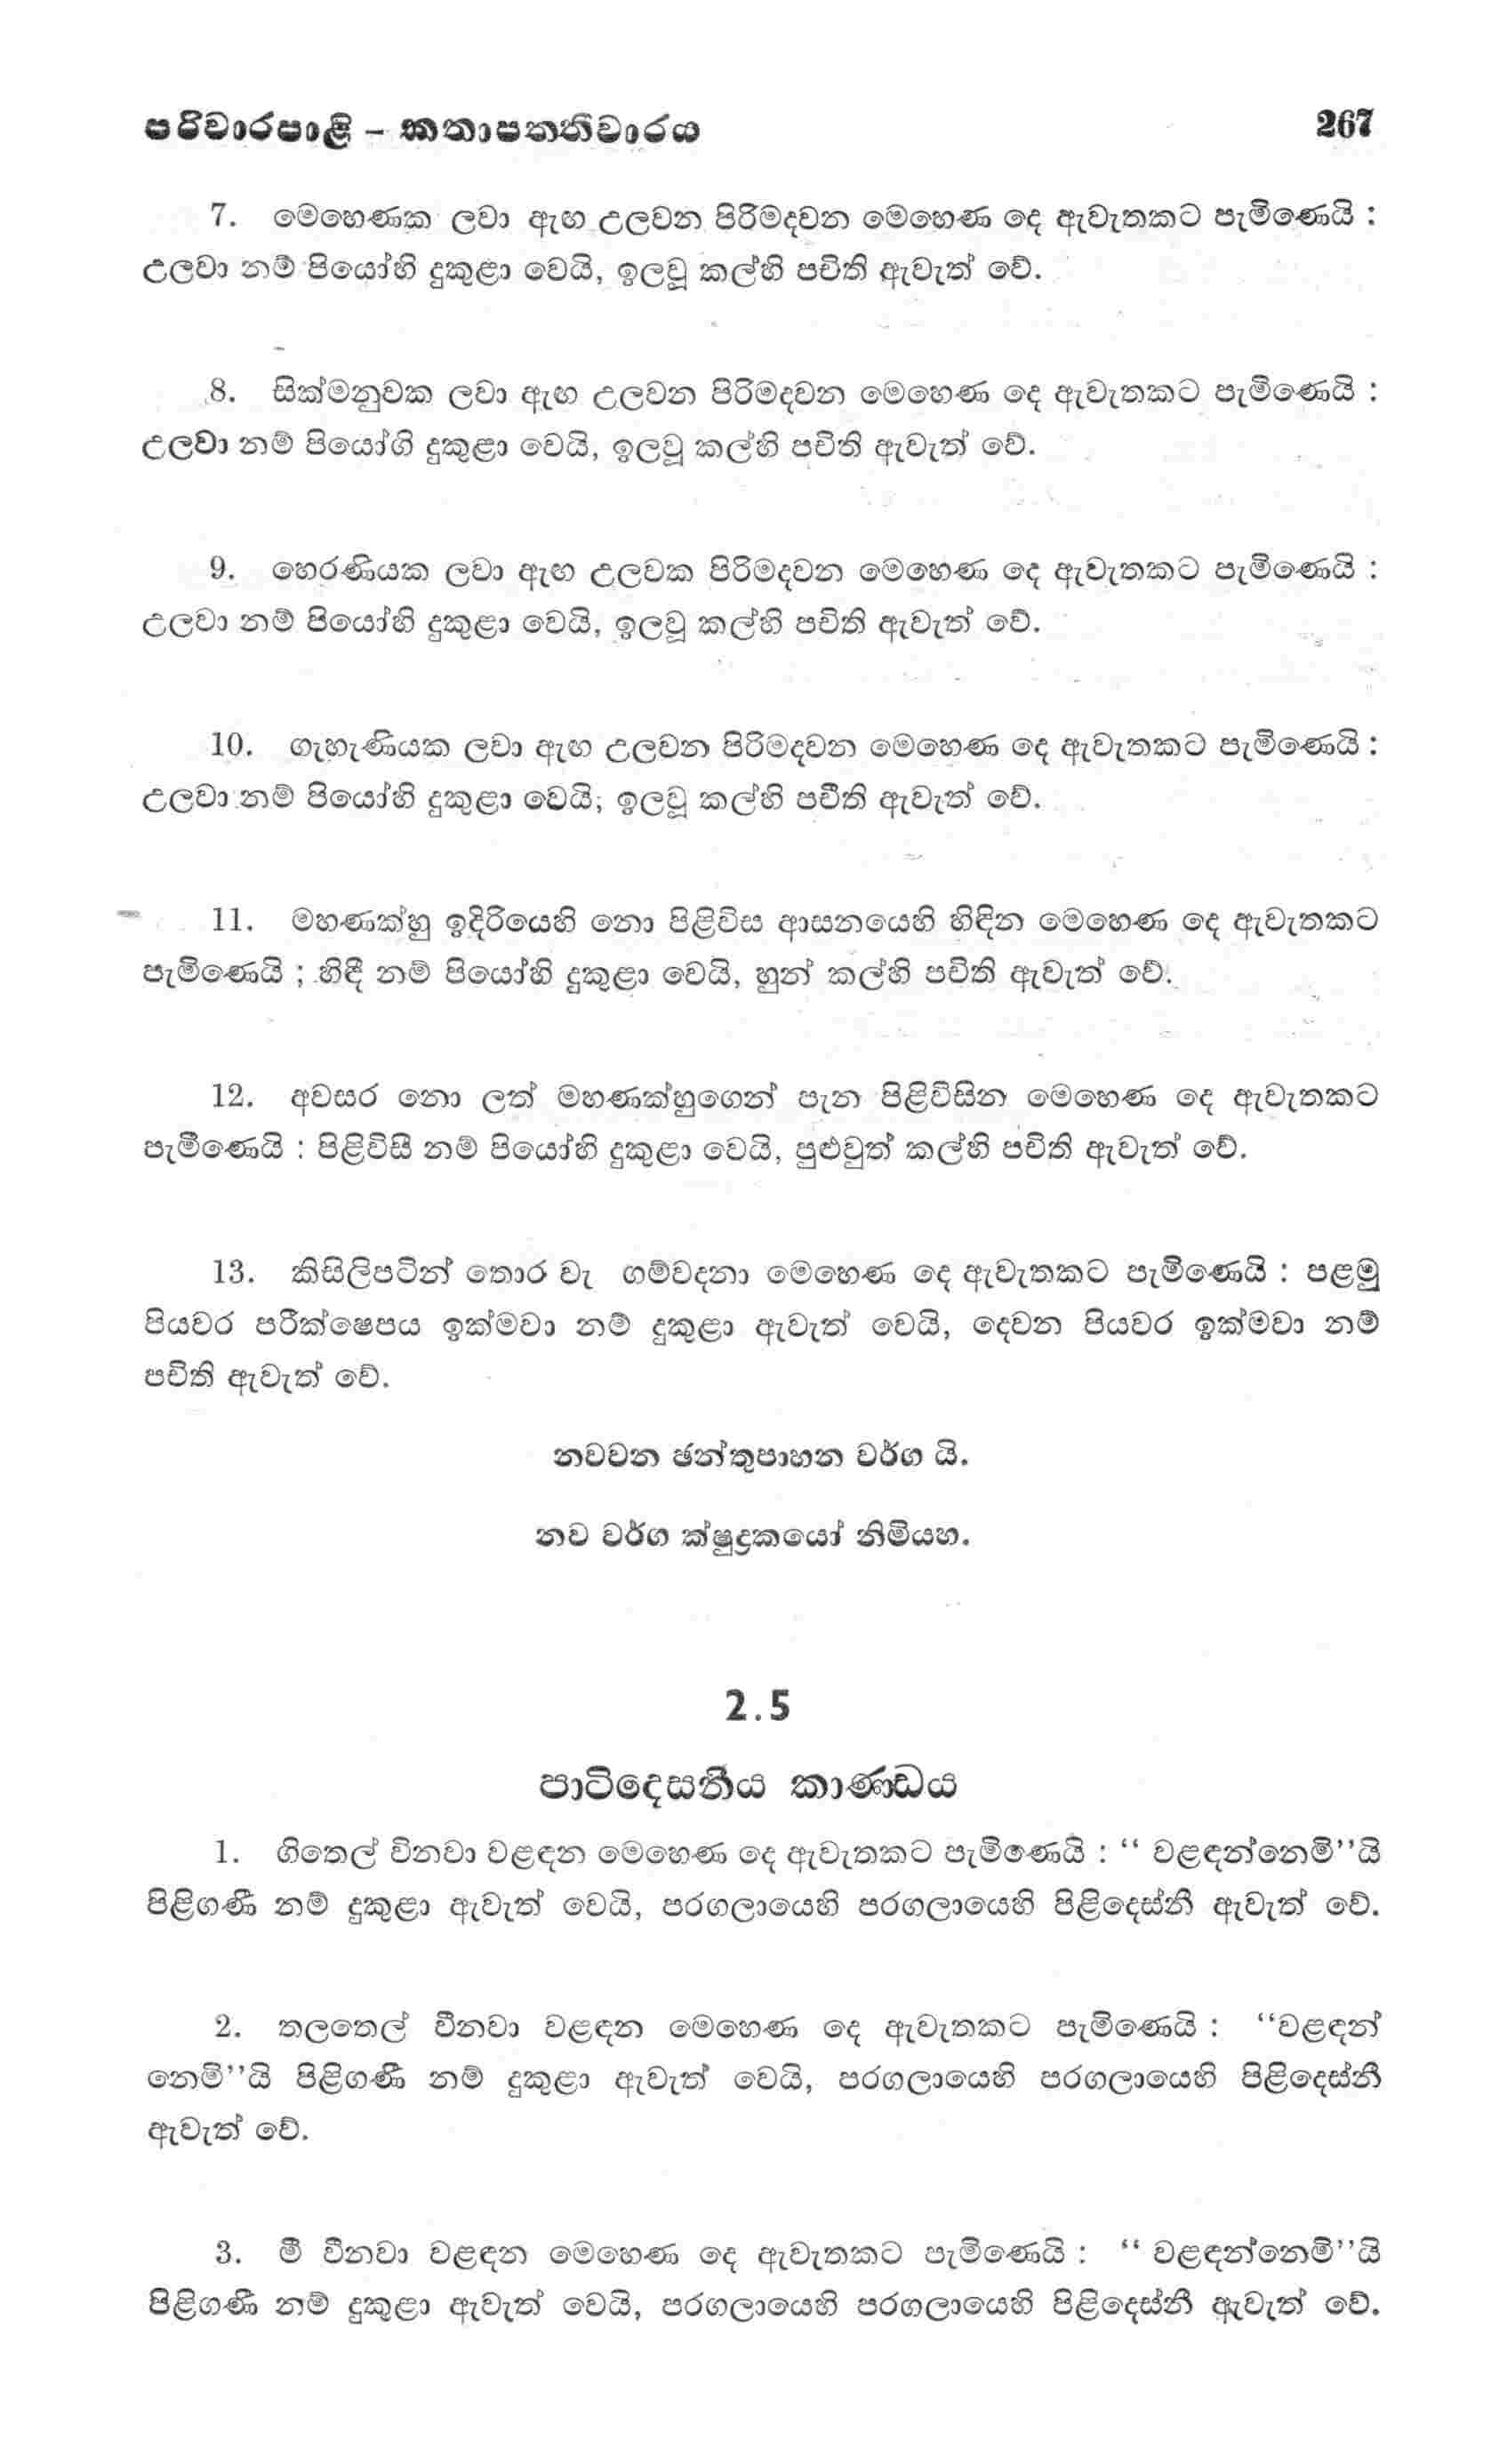 පරිවාරපාළි – කතාපත්තිවාරය 267
7. මෙහෙණක ලවා ඇඟ උලවන පිරිමදවන මෙහෙණ දෙ ඇවැතකට පැමිණෙයි :
උලවා නම් පියෝහි දුකුළා වෙයි, ඉලවූ කල්හි පචිති ඇවැත් වේ.
8. සික්මනුවක ලවා ඇඟ උලවන පිරිමදවන මෙහෙණ දෙ ඇවැතකට පැමිණෙයි :
උලවා නම් පියෝගි දුකුළා වෙයි, ඉලවූ කල්හි පචිති ඇවැත් වේ.
9. හෙරණියක ලවා ඇඟ උලවක පිරිමදවන මෙහෙණ දෙ ඇවැතකට පැමිණෙයි :
උලවා නම් පියෝහි දුකුළා වෙයි, ඉලවූ කල්හි පචිති ඇවැත් වේ.
10. ගැහැණියක ලවා ඇඟ උලවන පිරිමදවන මෙහෙණ දෙ ඇවැතකට පැමිණෙයි :
උලවා නම් පියෝහි දුකුළා වෙයි, ඉලවූ කල්හි පචිති ඇවැත් වේ.
11. මහණක්හු ඉදිරියෙහි නො පිළිවිස ආසනයෙහි හිඳින මෙහෙණ දෙ ඇවැතකට
පැමිණෙයි ; හිඳී නම් පියෝහි දුකුළා වෙයි, හුන් කල්හි පචිති ඇවැත් වේ.
12. අවසර නො ලත් මහණක්හුගෙන් පැන පිළිවිසින මෙහෙණ දෙ ඇවැතකට
පැමිණෙයි : පිළිවිසී නම් පියෝහි දුකුළා වෙයි, පුළුවුත් කල්හි පචිති ඇවැත් වේ.
13. කිසිලිපටින් තොර වැ ගම්වදනා මෙහෙණ දෙ ඇවැතකට පැමිණෙයි : පළමු
පියවර පරික්ෂෙපය ඉක්මවා නම් දුකුළා ඇවැත් වෙයි, දෙවන පියවර ඉක්මවා නම්
පචිති ඇවැත් වේ.
නවවන ඡත්තුපාහන වර්ග යි.
නව වර්ග ක්ෂුද්‍රකයෝ නිමියහ.
2.5
පාටිදෙසනීය කාණ්ඩය
1. ගිතෙල් විනවා වළඳන මෙහෙණ දෙ ඇවැතකට පැමිණෙයි : “ වළඳන්නෙමි”යි
පිළිගණී නම් දුකුළා ඇවැත් වෙයි, පරගලායෙහි පරගලායෙහි පිළිදෙස්නී ඇවැත් වේ.
2. තලතෙල් විනවා වළඳන මෙහෙණ දෙ ඇවැතකට පැමිණෙයි : “වළඳන්
නෙමි”යි පිළිගණී නම් දුකුළා ඇවැත් වෙයි, පරගලායෙහි පරගලායෙහි පිළිදෙස්නී
ඇවැත් වේ.
3. මී විනවා වළඳන මෙහෙණ දෙ ඇවැතකට පැමිණෙයි : “ වළඳන්නෙමි”යි
පිළිගණී නම් දුකුළා ඇවැත් වෙයි, පරගලායෙහි පරගලායෙහි පිළිදෙස්නී ඇවැත් වේ.